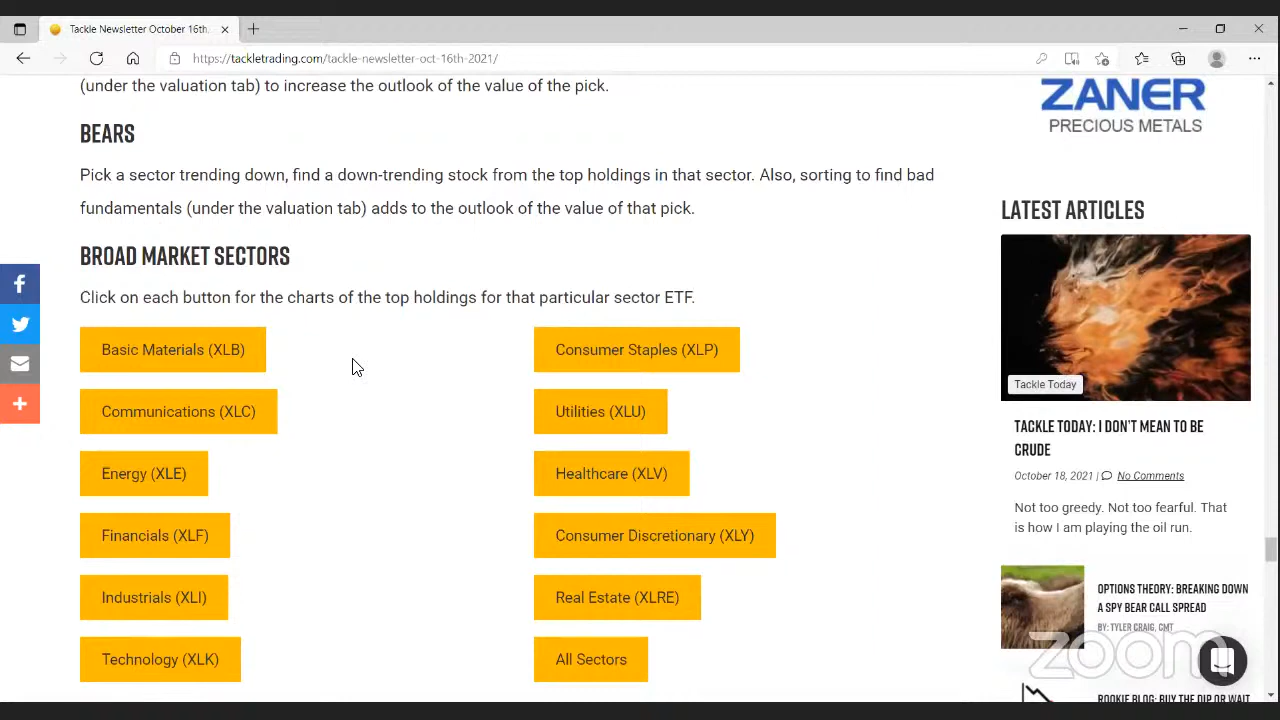 Tackle Newsletter October 16th
https://tackletrading.com/tackle-newsletter-oct-16th-2021/
(under the valuation tab) to increase the outlook of the value of the pick.
BEARS
Pick a sector trending down, find a down-trending stock from the top holdings in that sector. Also, sorting to find bad
fundamentals (under the valuation tab) adds to the outlook of the value of that pick.
BROAD MARKET SECTORS
Click on each button for the charts of the top holdings for that particular sector ETF.
Basic Materials (XLB)
Consumer Staples (XLP)
Communications (XLC)
Utilities (XLU)
Energy (XLE)
Healthcare (XLV)
Financials (XLF)
Consumer Discretionary (XLY)
Industrials (XLI)
Real Estate (XLRE)
Technology (XLK)
All Sectors
ZANER
PRECIOUS METALS
LATEST ARTICLES
Tackle Today
TACKLE TODAY: I DON'T MEAN TO BE
CRUDE
October 18, 2021 | No Comments
Not too greedy. Not too fearful. That
is how I am playing the oil run.
OPTIONS THEORY: BREAKING DOWN
A SPY BEAR CALL SPREAD
BY: TYLER CRAIG, CMT
zoom
ROOKIE BLOG: BUY THE DIP OR WAIT